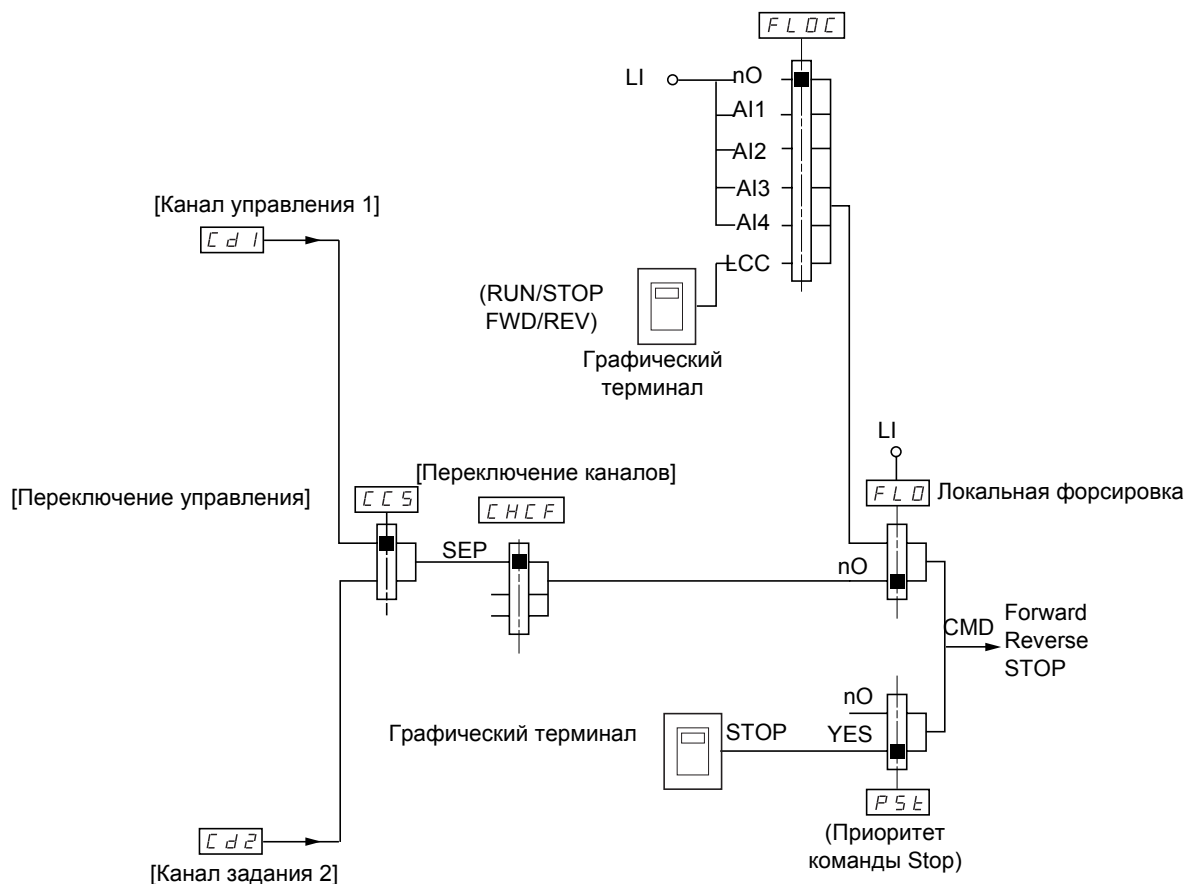 FLOC
LI
nO
AI1
AI2
AI3
AI4
LCC
[Канал управления 1]
Cd1
(RUN/STOP
FWD/REV)
Графический
терминал
LI
[Переключение каналов]
[Переключение управления]
CCS
CHCF
FLO
Локальная форсировка
SEP
nO
CMD
Forward
Reverse
STOP
nO
Графический терминал
STOP
YES
PSt
(Приоритет
команды Stop)
Cd2
[Канал задания 2]